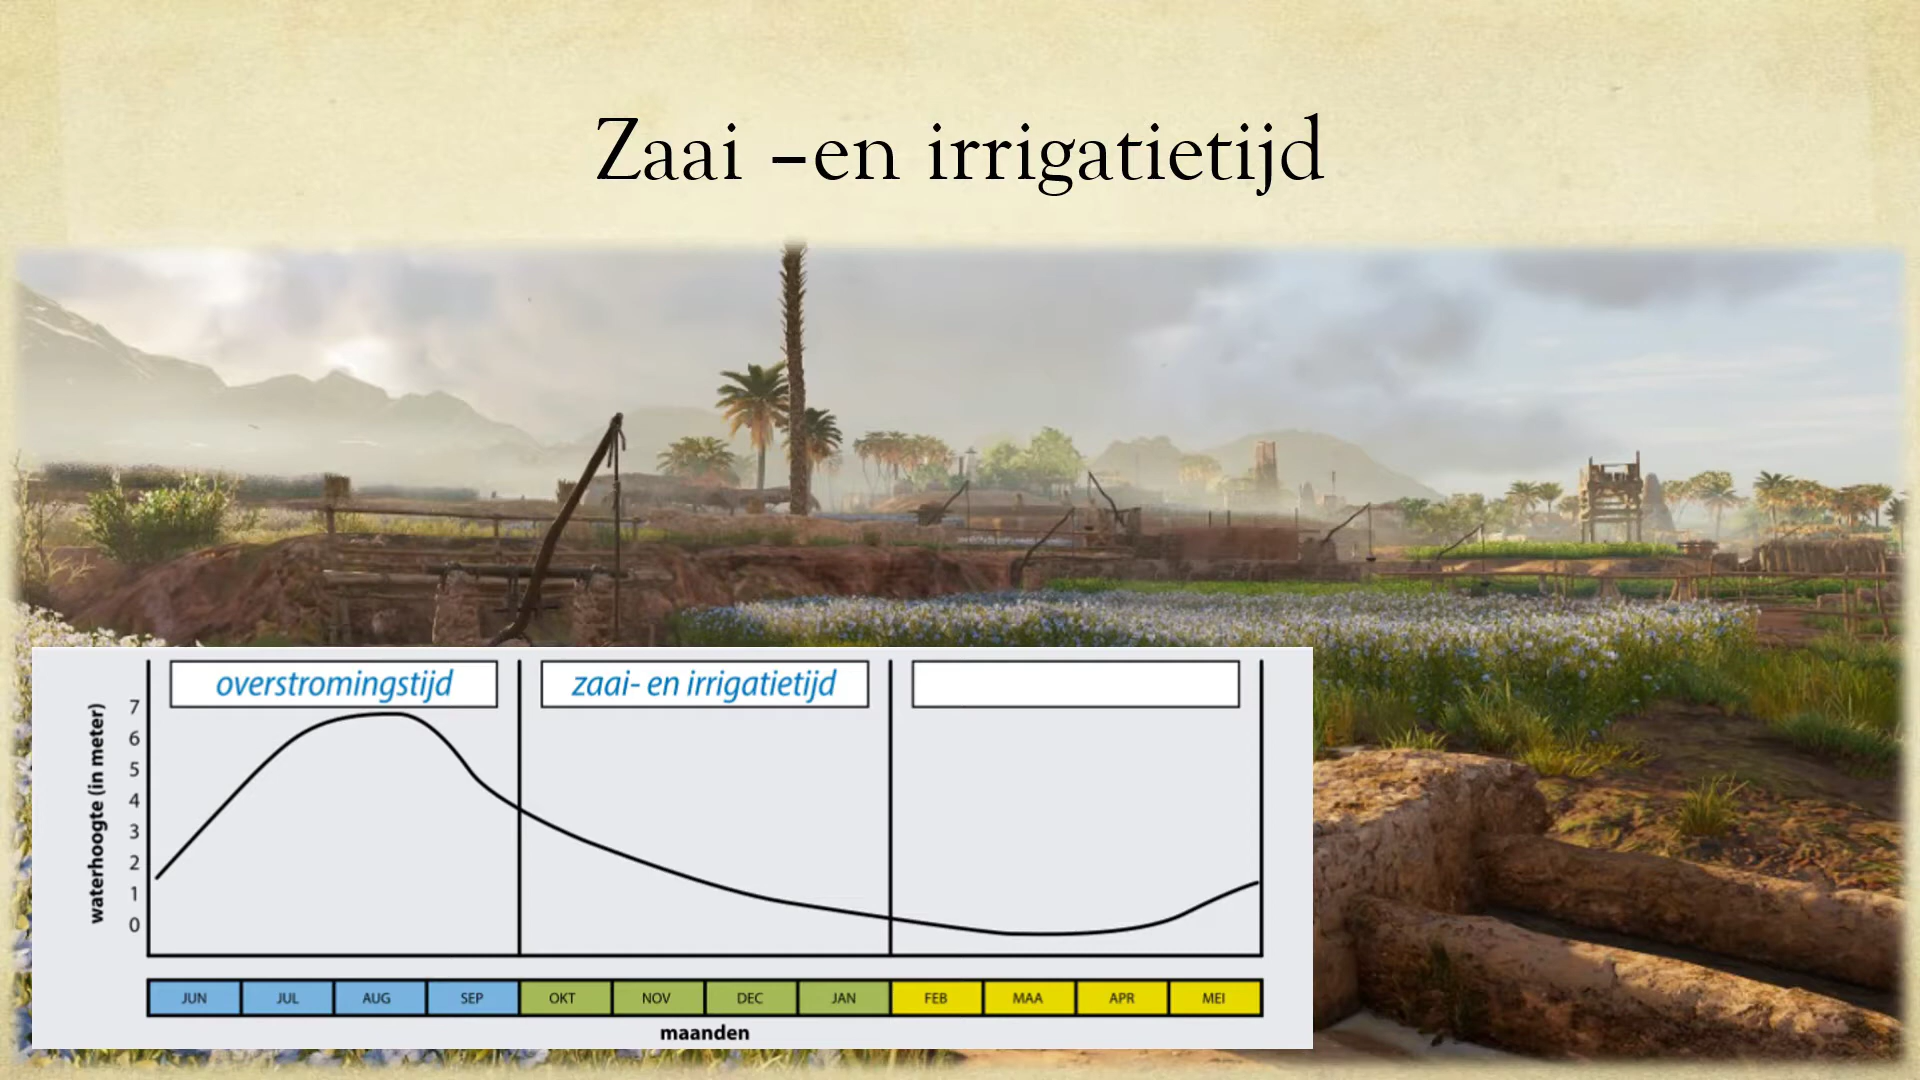 Zaai –en irrigatietijd
overstromingstijd
zaai- en irrigatietijd
waterhoogte (in meter)
7
6
5
4
3
2
1
0
JUN JUL AUG SEP OKT NOV DEC JAN FEB MAA APR MEI
maanden